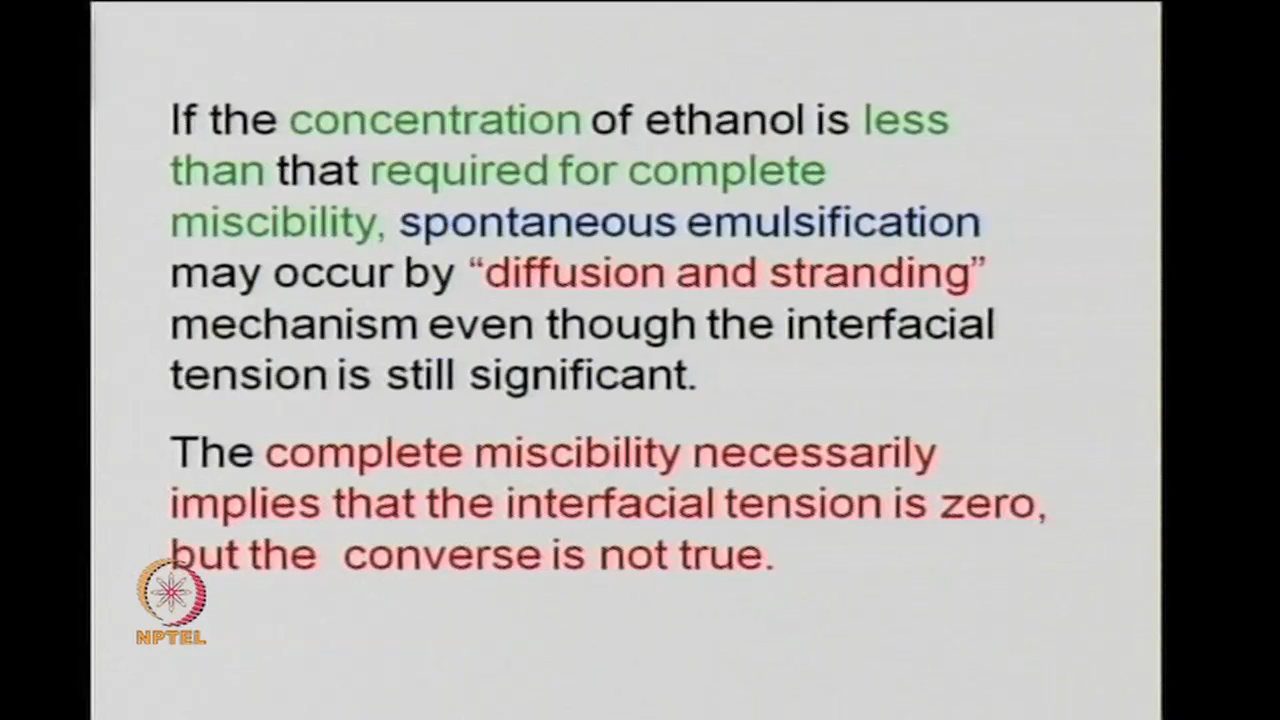 If the concentration of ethanol is less
than that required for complete
miscibility, spontaneous emulsification
may occur by “diffusion and stranding”
mechanism even though the interfacial
tension is still significant.
The complete miscibility necessarily
implies that the interfacial tension is zero,
but the converse is not true.
NPTEL